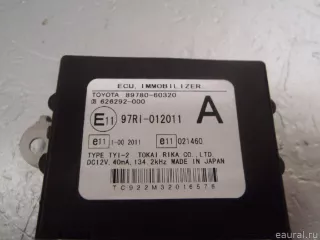 ECU, IMMOBILIZER
TOYOTA 89780-60320
628292-000
E11 97RI-012011 A
e11 I-00 2011 e11 021460
TYPE TYI-2 TOKAI RIKA CO., LTD.
DC12V, 40mA, 134.2kHz MADE IN JAPAN
TC922M32016576
© eaural.ru